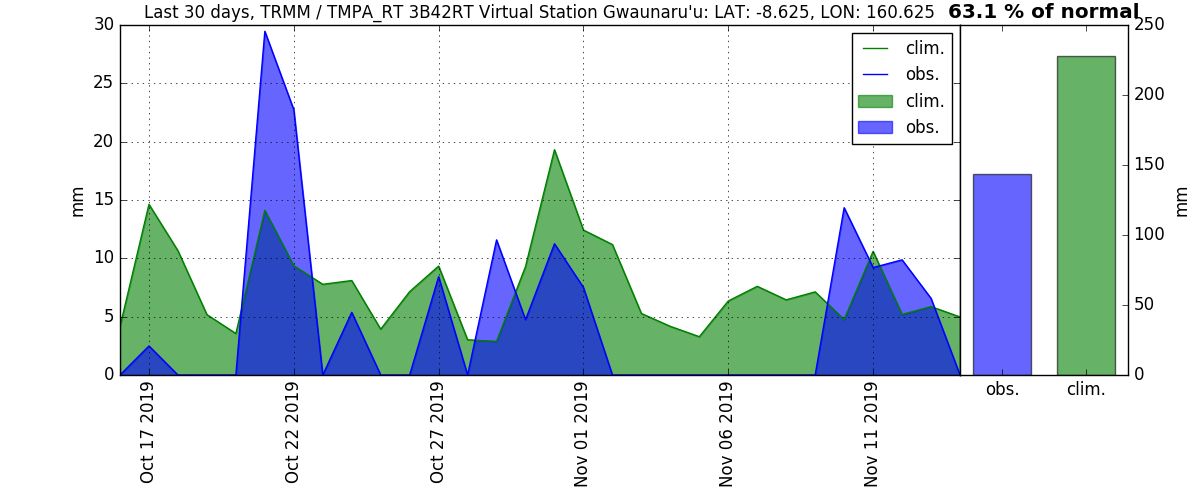 Last 30 days, TRMM / TMPA_RT 3B42RT Virtual Station Gwaunaru'u: LAT: -8.625, LON: 160.625
63.1 % of normal
mm
30
25
20
15
10
5
0
clim.
obs.
clim.
obs.
Oct 17 2019
Oct 22 2019
Oct 27 2019
Nov 01 2019
Nov 06 2019
Nov 11 2019
250
200
150
100
50
0
mm
obs.
clim.